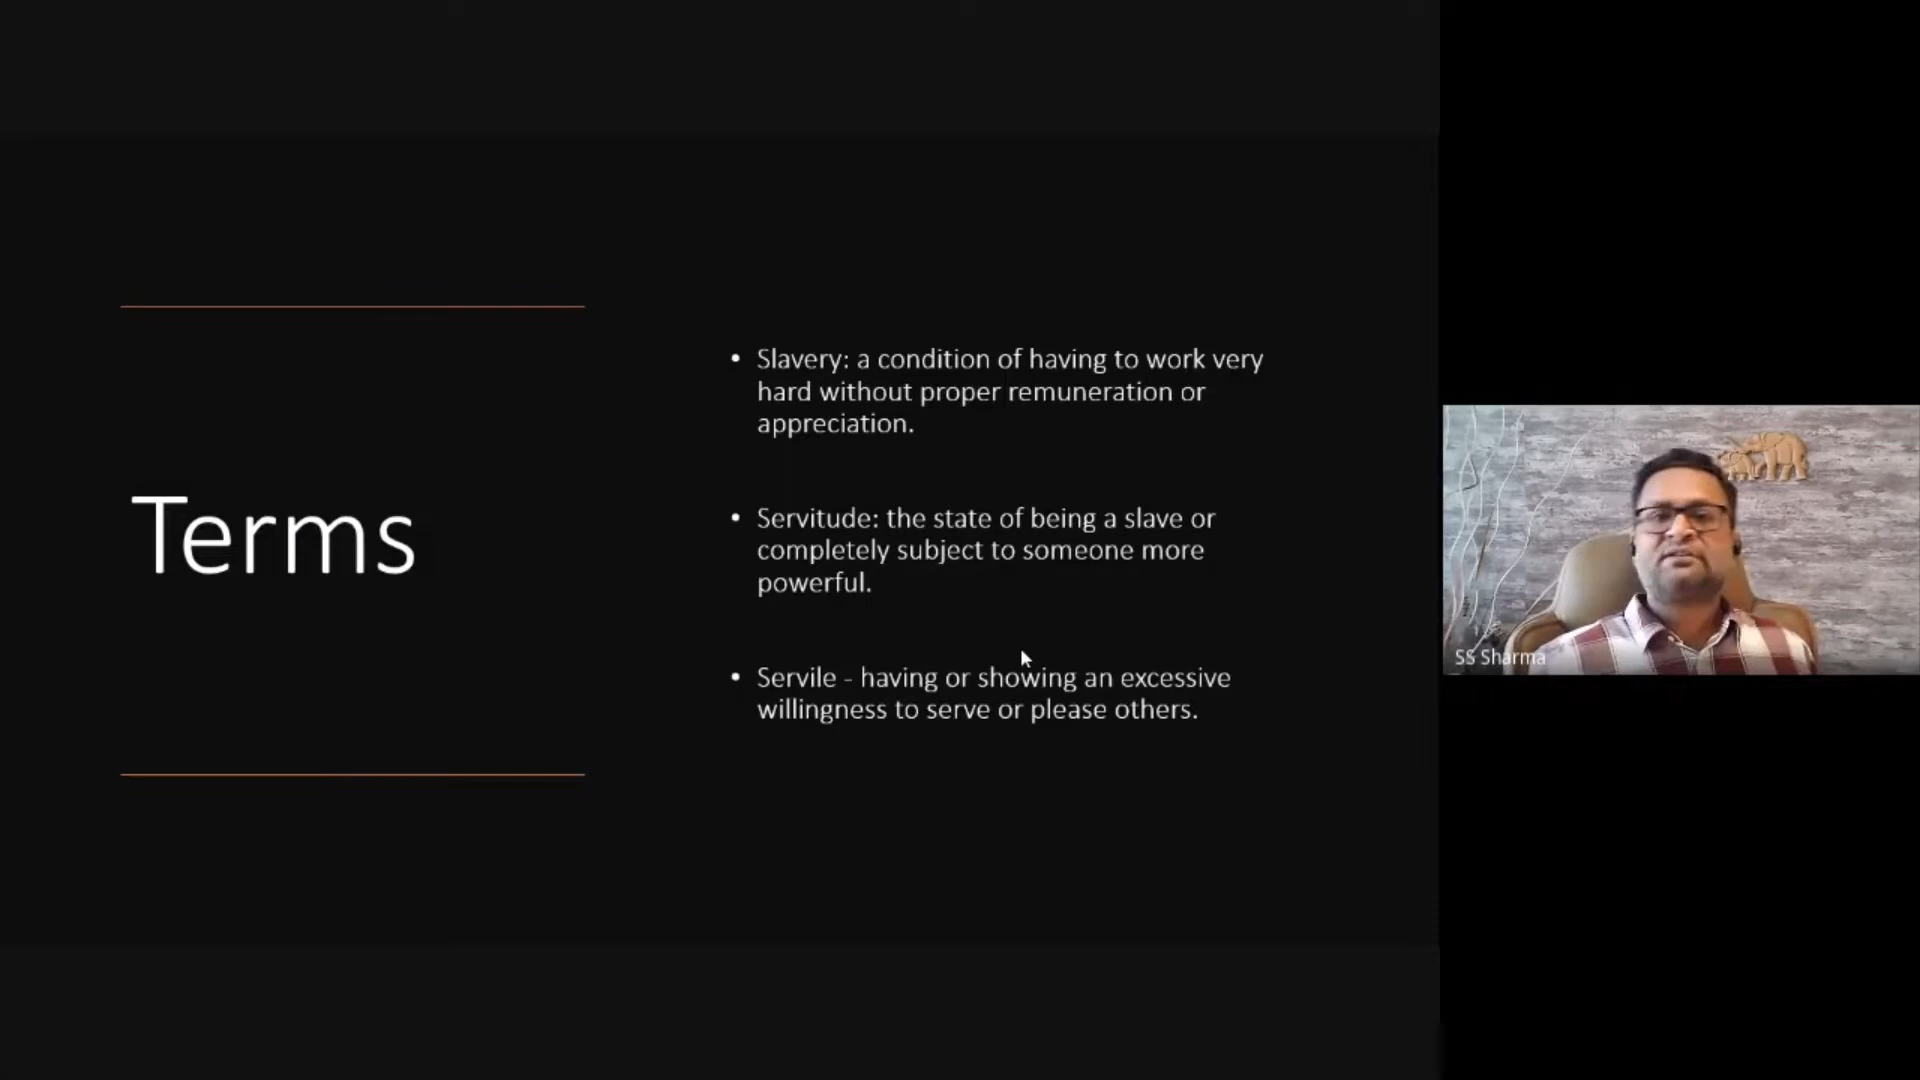 Terms
• Slavery: a condition of having to work very
hard without proper remuneration or
appreciation.
• Servitude: the state of being a slave or
completely subject to someone more
powerful.
• Servile - having or showing an excessive
willingness to serve or please others.
SS Sharma